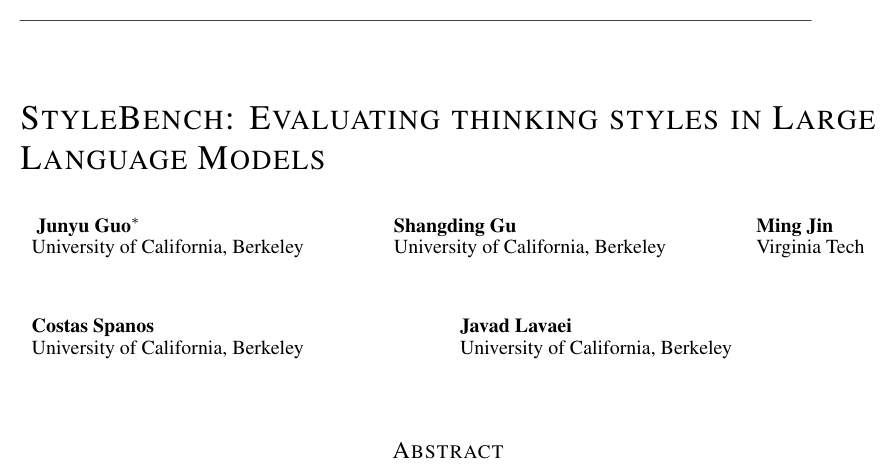 STYLEBENCH: EVALUATING THINKING STYLES IN LARGE
LANGUAGE MODELS
Junyu Guo* Shangding Gu Ming Jin
University of California, Berkeley University of California, Berkeley Virginia Tech
Costas Spanos Javad Lavaei
University of California, Berkeley University of California, Berkeley
ABSTRACT